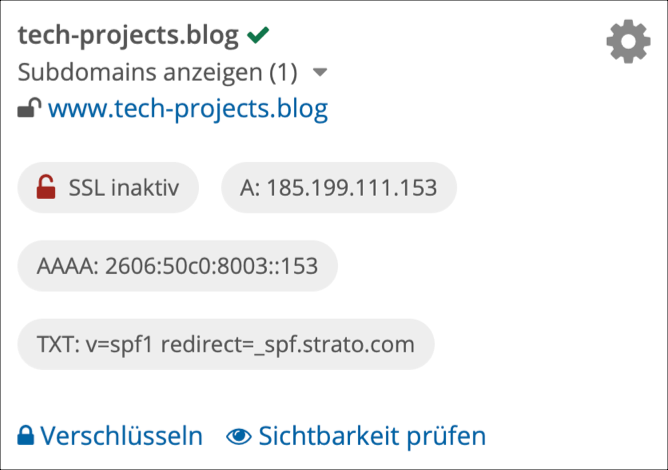 tech-projects.blog
Subdomains anzeigen (1)
www.tech-projects.blog
SSL inaktiv
A: 185.199.111.153
AAAA: 2606:50c0:8003::153
TXT: v=spf1 redirect=_spf.strato.com
Verschlüsseln
Sichtbarkeit prüfen